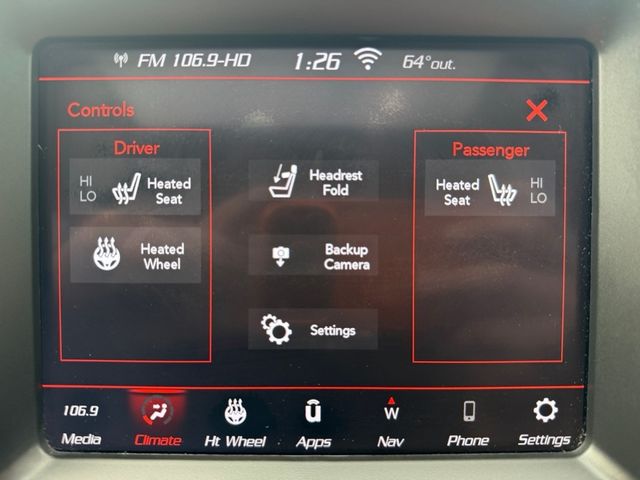 FM 106.9-HD 1:26 64°out.
Controls
Driver
HI
LO
Heated
Seat
Heated
Wheel
Headrest
Fold
Backup
Camera
Settings
Passenger
Heated
Seat
HI
LO
106.9
Media
Climate
Ht Wheel
u
Apps
W
Nav
Phone
Settings